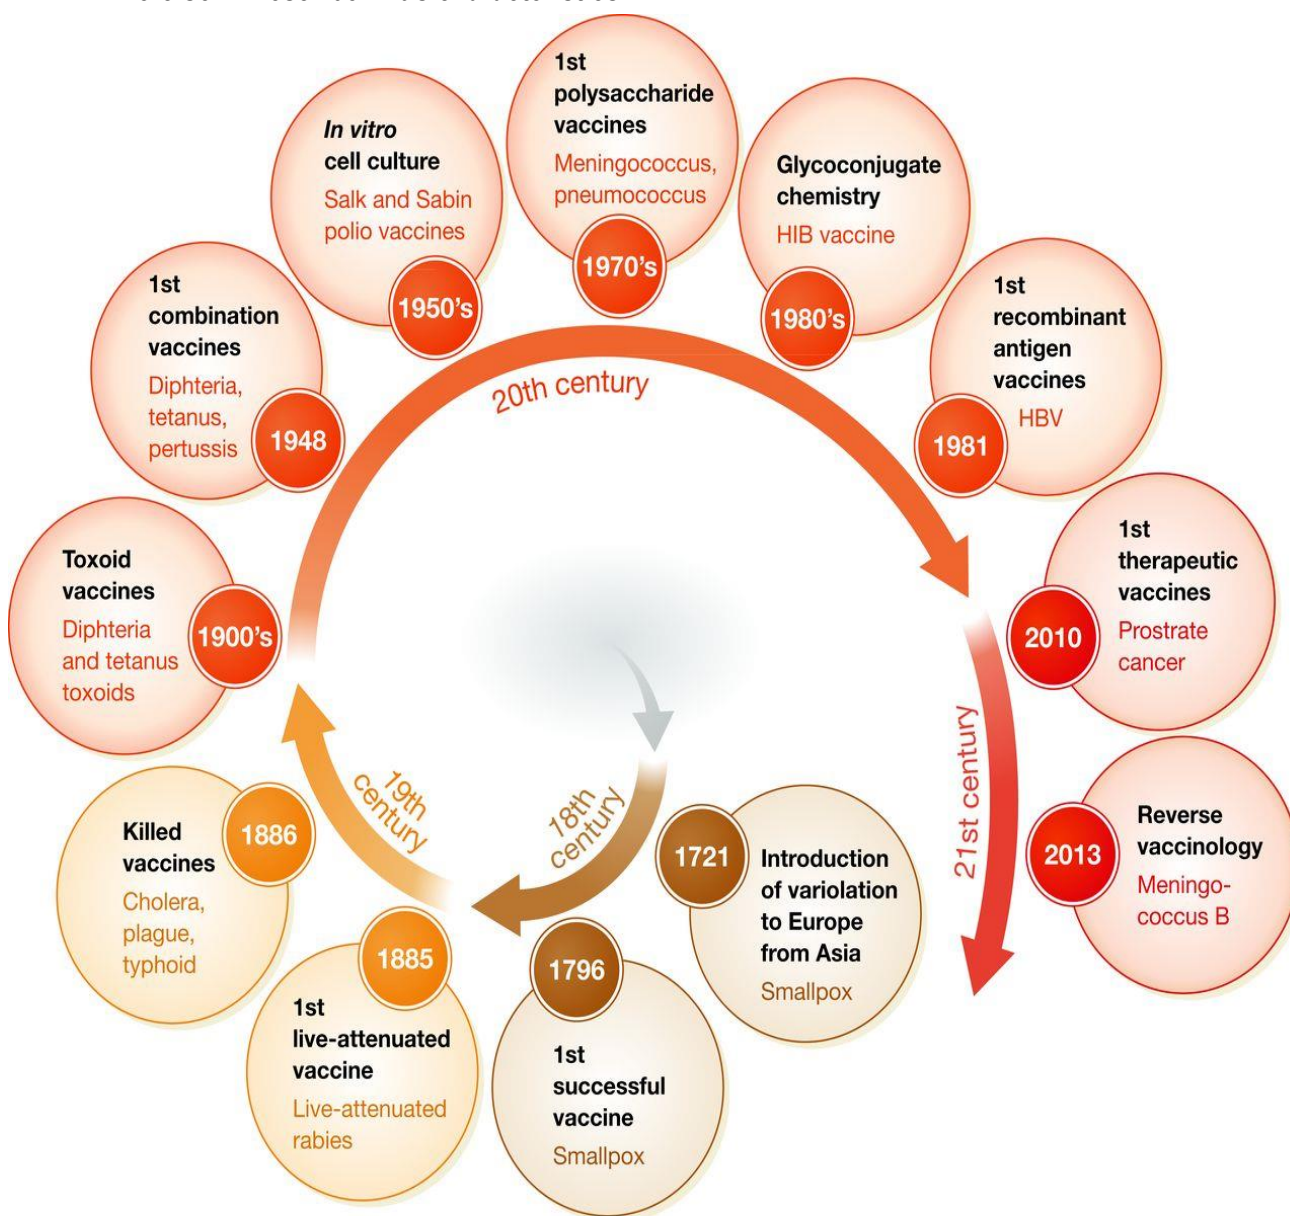 1st
polysaccharide
vaccines
Meningococcus,
pneumococcus
1970's
In vitro
cell culture
Salk and Sabin
polio vaccines
1950's
Glycoconjugate
chemistry
HIB vaccine
1980's
1st
combination
vaccines
Diphteria,
tetanus,
pertussis
1948
1st
recombinant
antigen
vaccines
HBV
1981
20th century
Toxoid
vaccines
Diphteria
and tetanus
toxoids
1900's
1st
therapeutic
vaccines
Prostrate
cancer
2010
Killed
vaccines
Cholera,
plague,
typhoid
1886
19th
century
18th
century
1721
Introduction
of variolation
to Europe
from Asia
Smallpox
21st century
2013
Reverse
vaccinology
Meningo-
coccus B
1885
1st
live-attenuated
vaccine
Live-attenuated
rabies
1796
1st
successful
vaccine
Smallpox